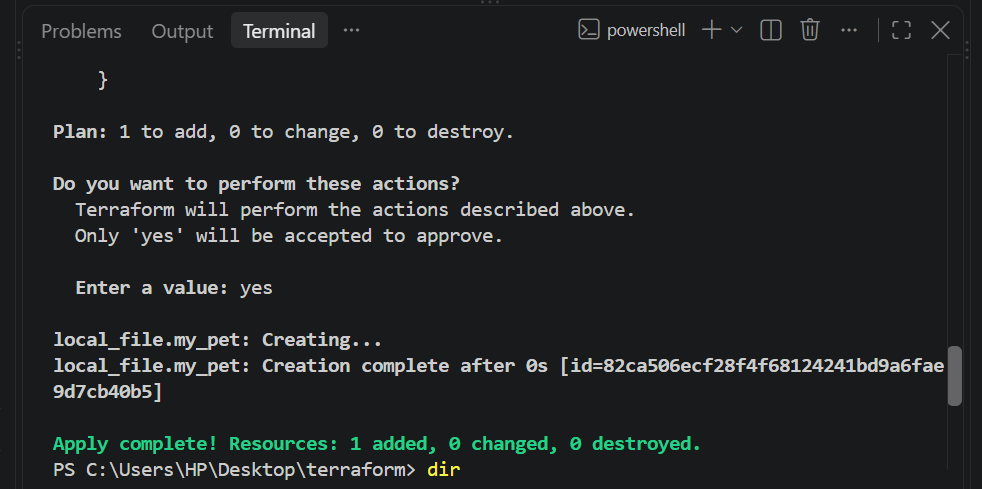 Problems Output Terminal ··· powershell
}
Plan: 1 to add, 0 to change, 0 to destroy.
Do you want to perform these actions?
Terraform will perform the actions described above.
Only 'yes' will be accepted to approve.
Enter a value: yes
local_file.my_pet: Creating...
local_file.my_pet: Creation complete after 0s [id=82ca506ecf28f4f68124241bd9a6fae
9d7cb40b5]
Apply complete! Resources: 1 added, 0 changed, 0 destroyed.
PS C:\Users\HP\Desktop\terraform> dir